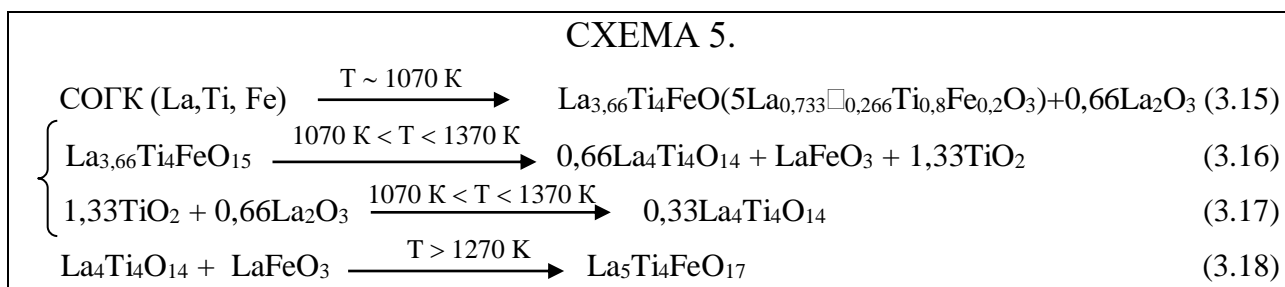 СХЕМА 5.
СОГК (La,Ti, Fe) T ~ 1070 K La₃,₆₆Ti₄FeO(5La₀,₇₃₃□₀,₂₆₆Ti₀,₈Fe₀,₂O₃)+0,66La₂O₃ (3.15)
La₃,₆₆Ti₄FeO₁₅ 1070 K < T < 1370 K 0,66La₄Ti₄O₁₄ + LaFeO₃ + 1,33TiO₂ (3.16)
1,33TiO₂ + 0,66La₂O₃ 1070 K < T < 1370 K 0,33La₄Ti₄O₁₄ (3.17)
La₄Ti₄O₁₄ + LaFeO₃ T > 1270 K La₅Ti₄FeO₁₇ (3.18)